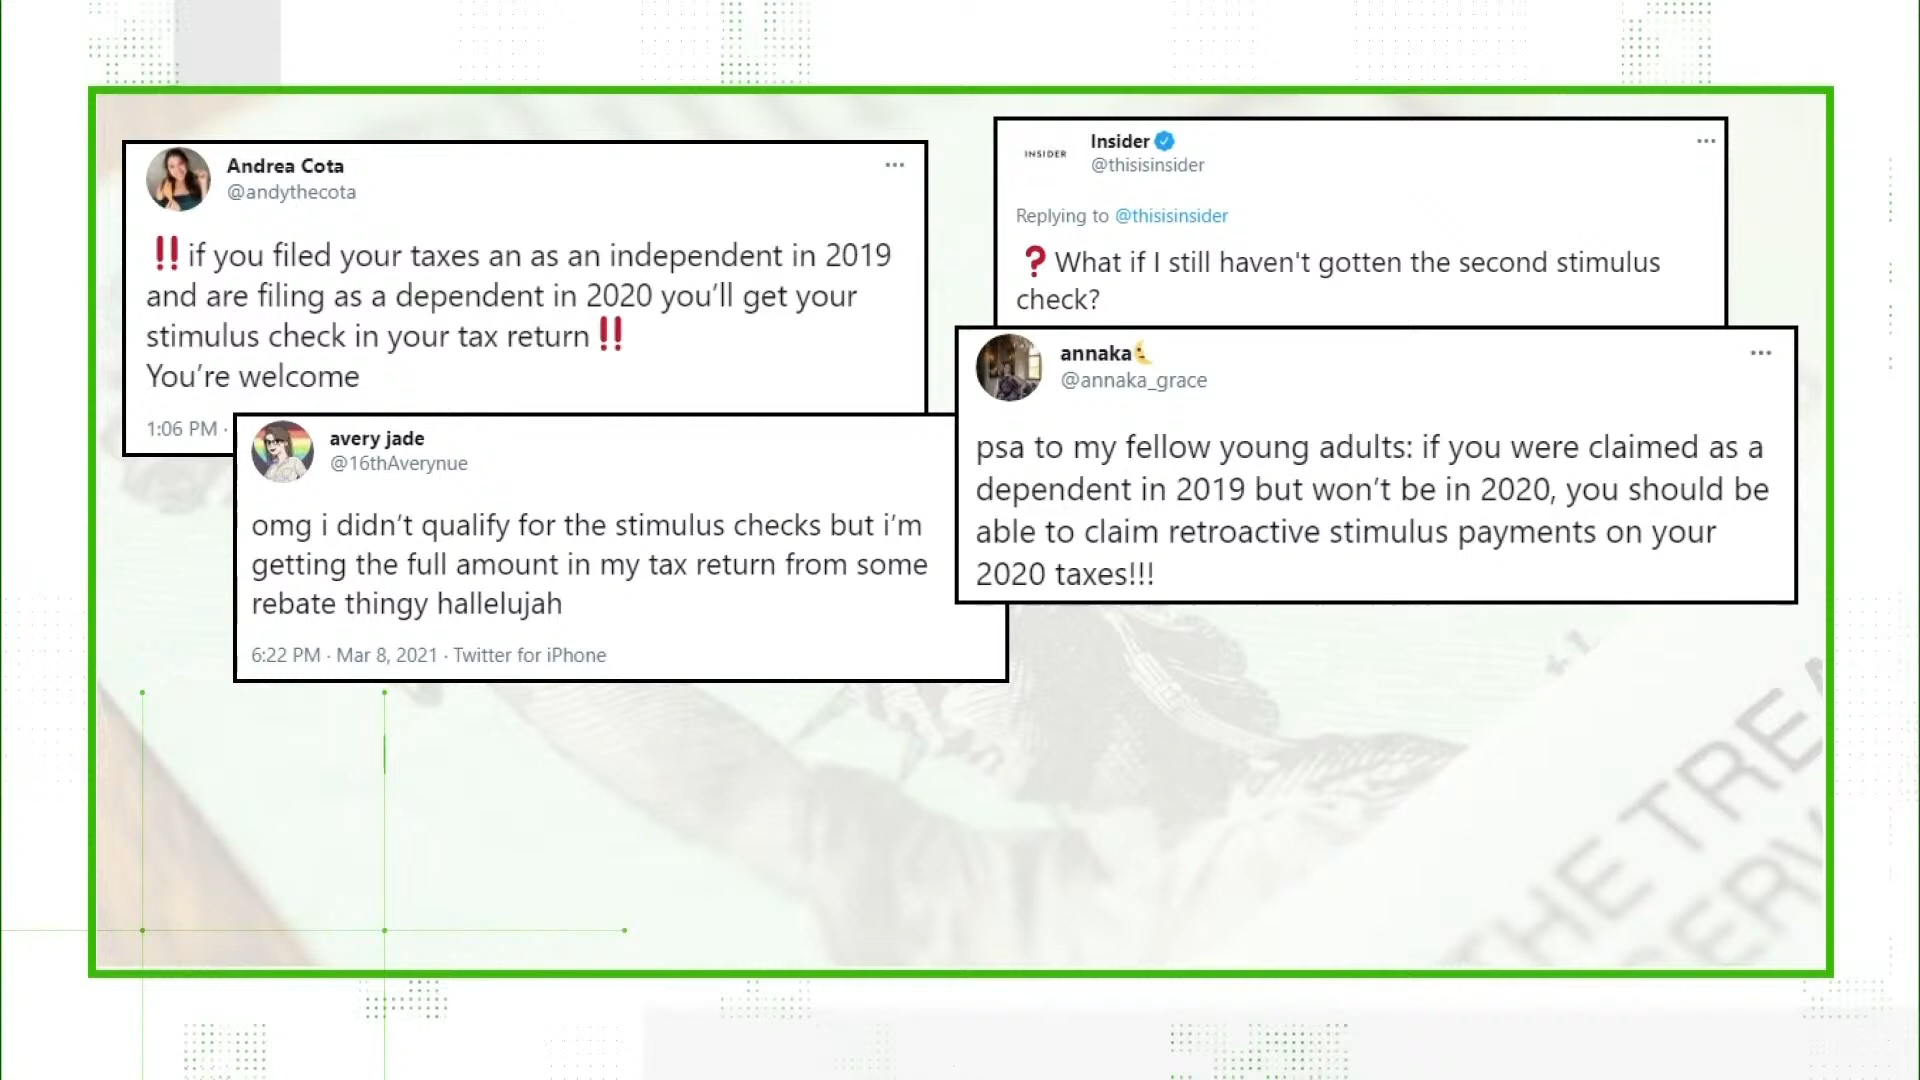 Andrea Cota
@andythecota
‼️if you filed your taxes an as an independent in 2019
and are filing as a dependent in 2020 you’ll get your
stimulus check in your tax return‼️
You’re welcome
1:06 PM ·
avery jade
@16thAverynue
omg i didn’t qualify for the stimulus checks but i’m
getting the full amount in my tax return from some
rebate thingy hallelujah
6:22 PM · Mar 8, 2021 · Twitter for iPhone
INSIDER
Insider
@thisisinsider
Replying to @thisisinsider
❓What if I still haven't gotten the second stimulus
check?
annaka🌜
@annaka_grace
psa to my fellow young adults: if you were claimed as a
dependent in 2019 but won’t be in 2020, you should be
able to claim retroactive stimulus payments on your
2020 taxes!!!
THE TREA
SERV